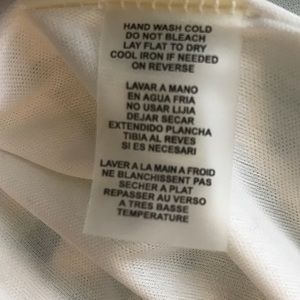 HAND WASH COLD
DO NOT BLEACH
LAY FLAT TO DRY
COOL IRON IF NEEDED
ON REVERSE
LAVAR A MANO
EN AGUA FRIA
NO USAR LIJIA
DEJAR SECAR
EXTENDIDO PLANCHA
TIBIA AL REVES
SI ES NECESARI
LAVER A LA MAIN A FROID
NE BLANCHISSENT PAS
SECHER A PLAT
REPASSER AU VERSO
A TRES BASSE
TEMPERATURE